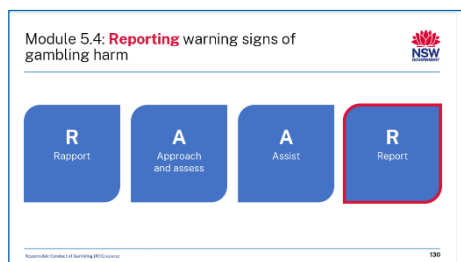 Module 5.4: Reporting warning signs of
gambling harm
NSW
GOVERNMENT
R
Rapport
A
Approach
and assess
A
Assist
R
Report
Responsible Conduct of Gambling (RCG) course
130